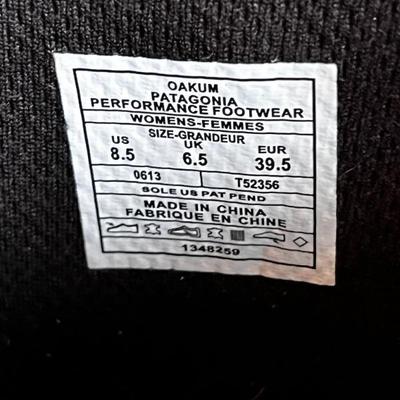 OAKUM
PATAGONIA
PERFORMANCE FOOTWEAR
WOMENS-FEMMES
SIZE-GRANDEUR
US UK EUR
8.5 6.5 39.5
0613 T52356
SOLE US PAT PEND
MADE IN CHINA
FABRIQUE EN CHINE
1348259